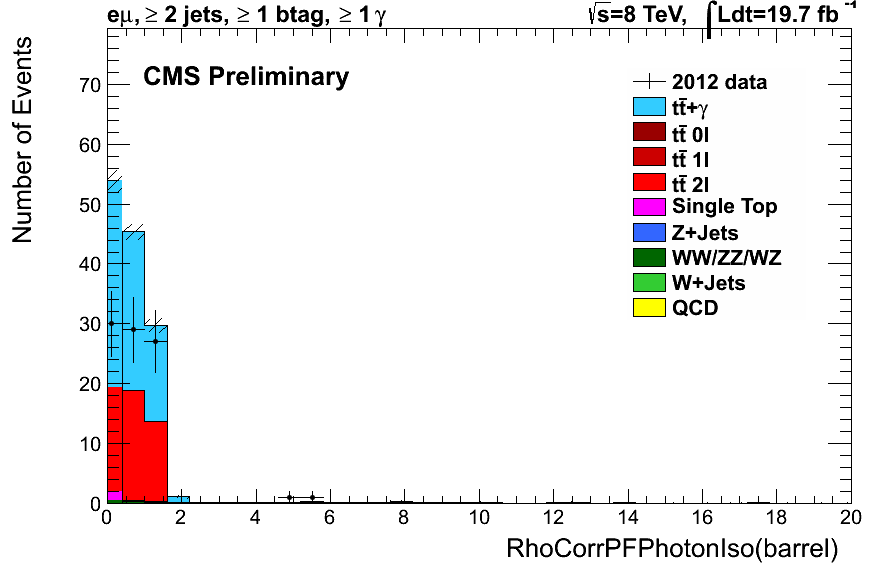 eμ, ≥ 2 jets, ≥ 1 btag, ≥ 1 γ √s=8 TeV, ∫Ldt=19.7 fb⁻¹
CMS Preliminary
2012 data
tt̄+γ
tt̄ 0l
tt̄ 1l
tt̄ 2l
Single Top
Z+Jets
WW/ZZ/WZ
W+Jets
QCD
Number of Events
70
60
50
40
30
20
10
0
0 2 4 6 8 10 12 14 16 18 20
RhoCorrPFPhotonIso(barrel)